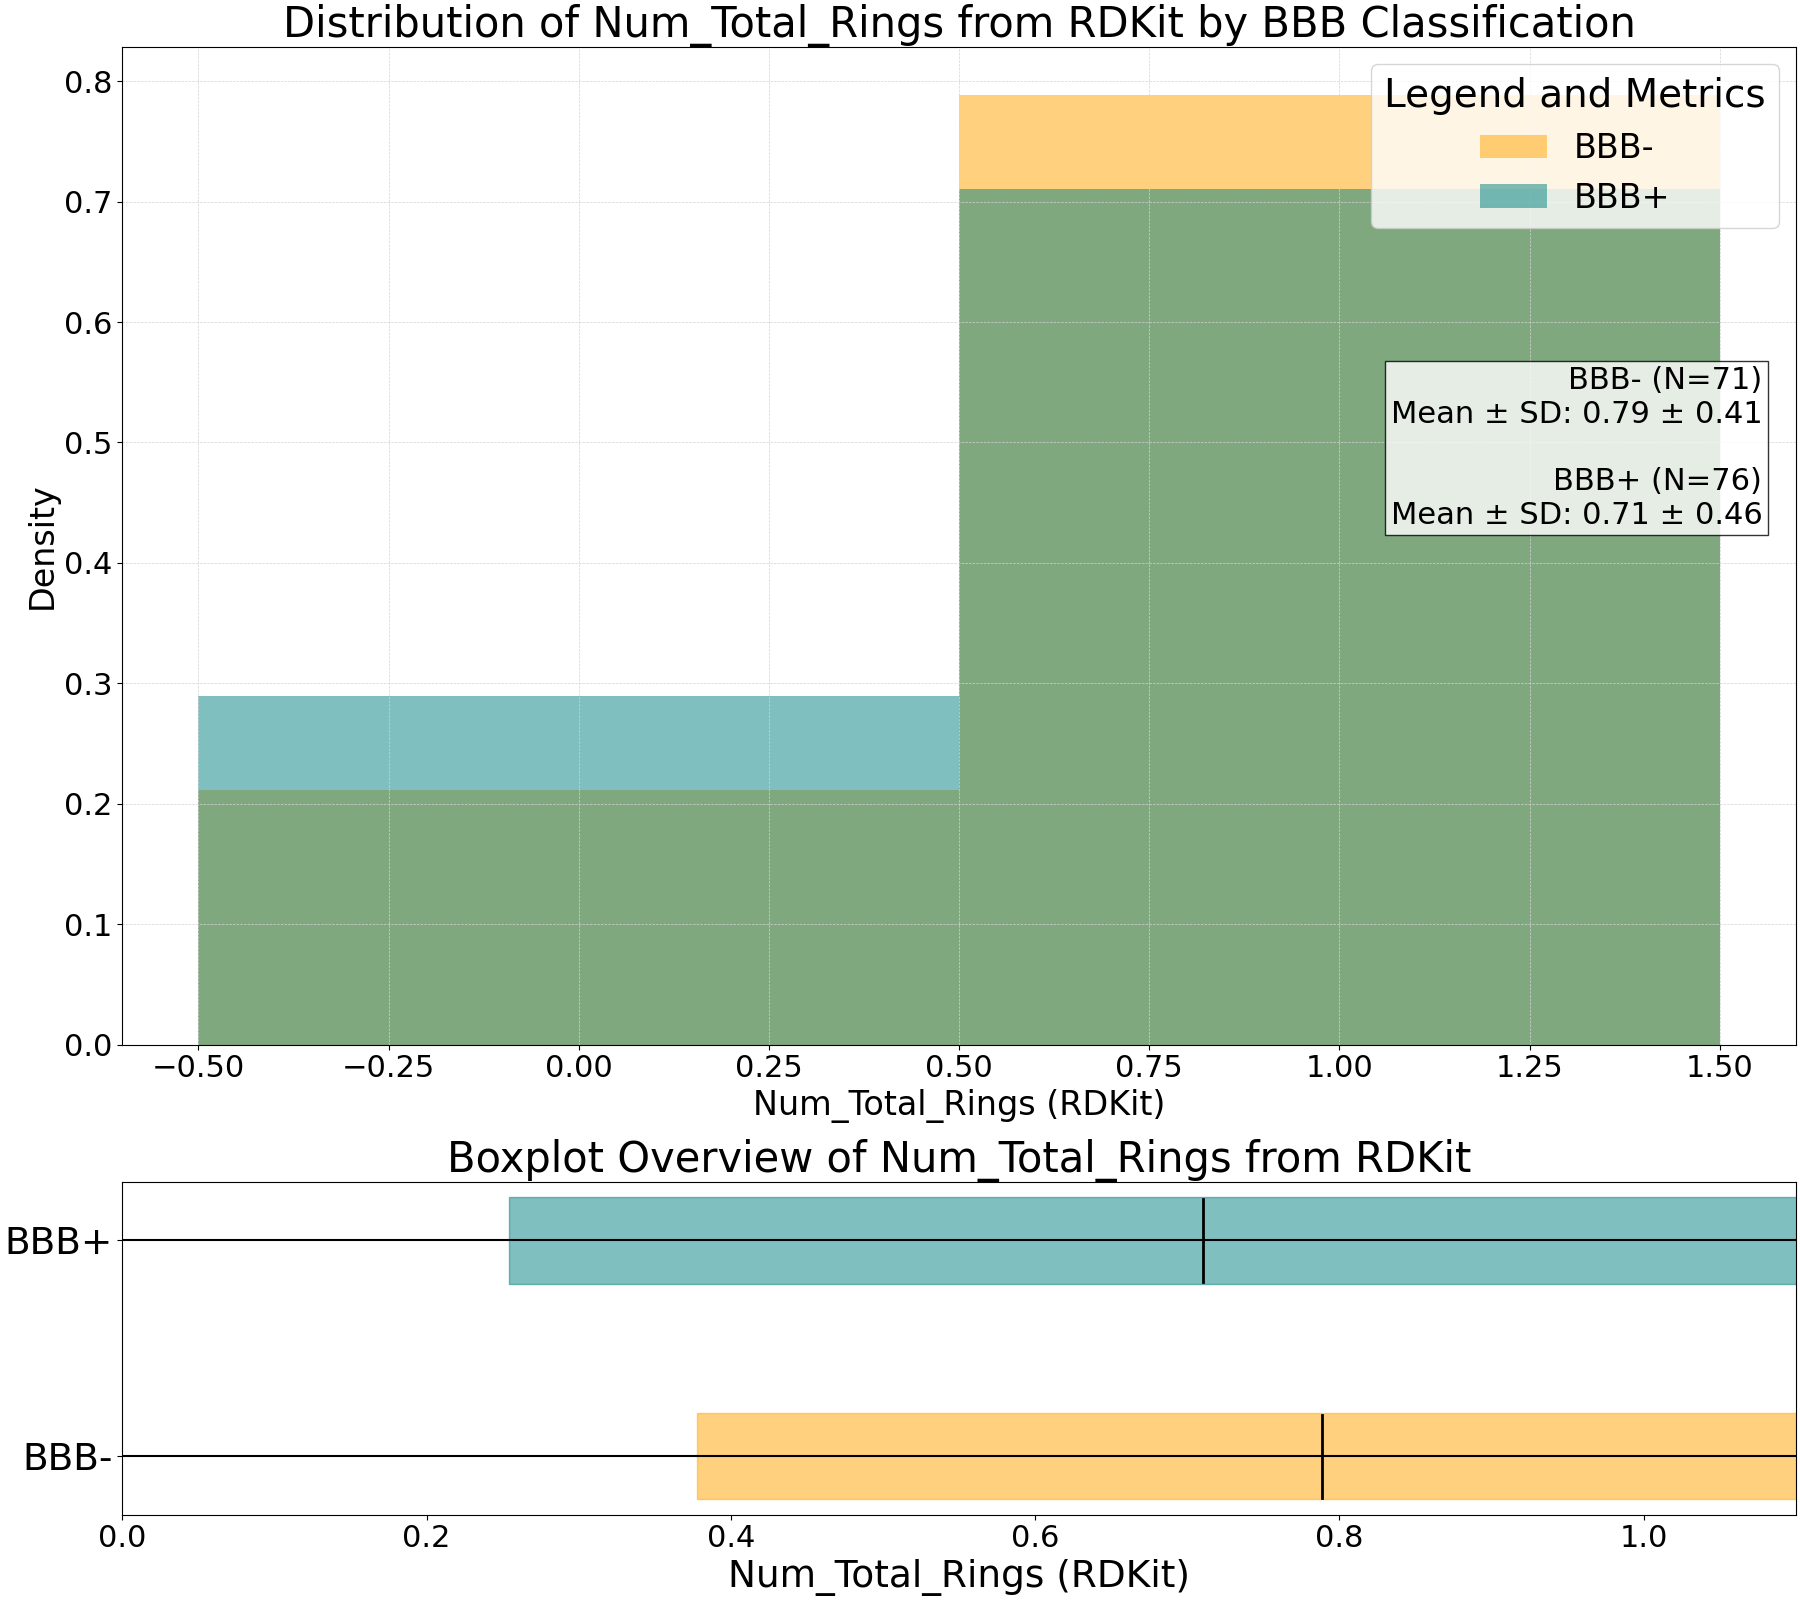 Distribution of Num_Total_Rings from RDKit by BBB Classification
Legend and Metrics
BBB-
BBB+
BBB- (N=71)
Mean ± SD: 0.79 ± 0.41
BBB+ (N=76)
Mean ± SD: 0.71 ± 0.46
Density
0.8
0.7
0.6
0.5
0.4
0.3
0.2
0.1
0.0
−0.50 −0.25 0.00 0.25 0.50 0.75 1.00 1.25 1.50
Num_Total_Rings (RDKit)
Boxplot Overview of Num_Total_Rings from RDKit
BBB+
BBB-
0.0 0.2 0.4 0.6 0.8 1.0
Num_Total_Rings (RDKit)